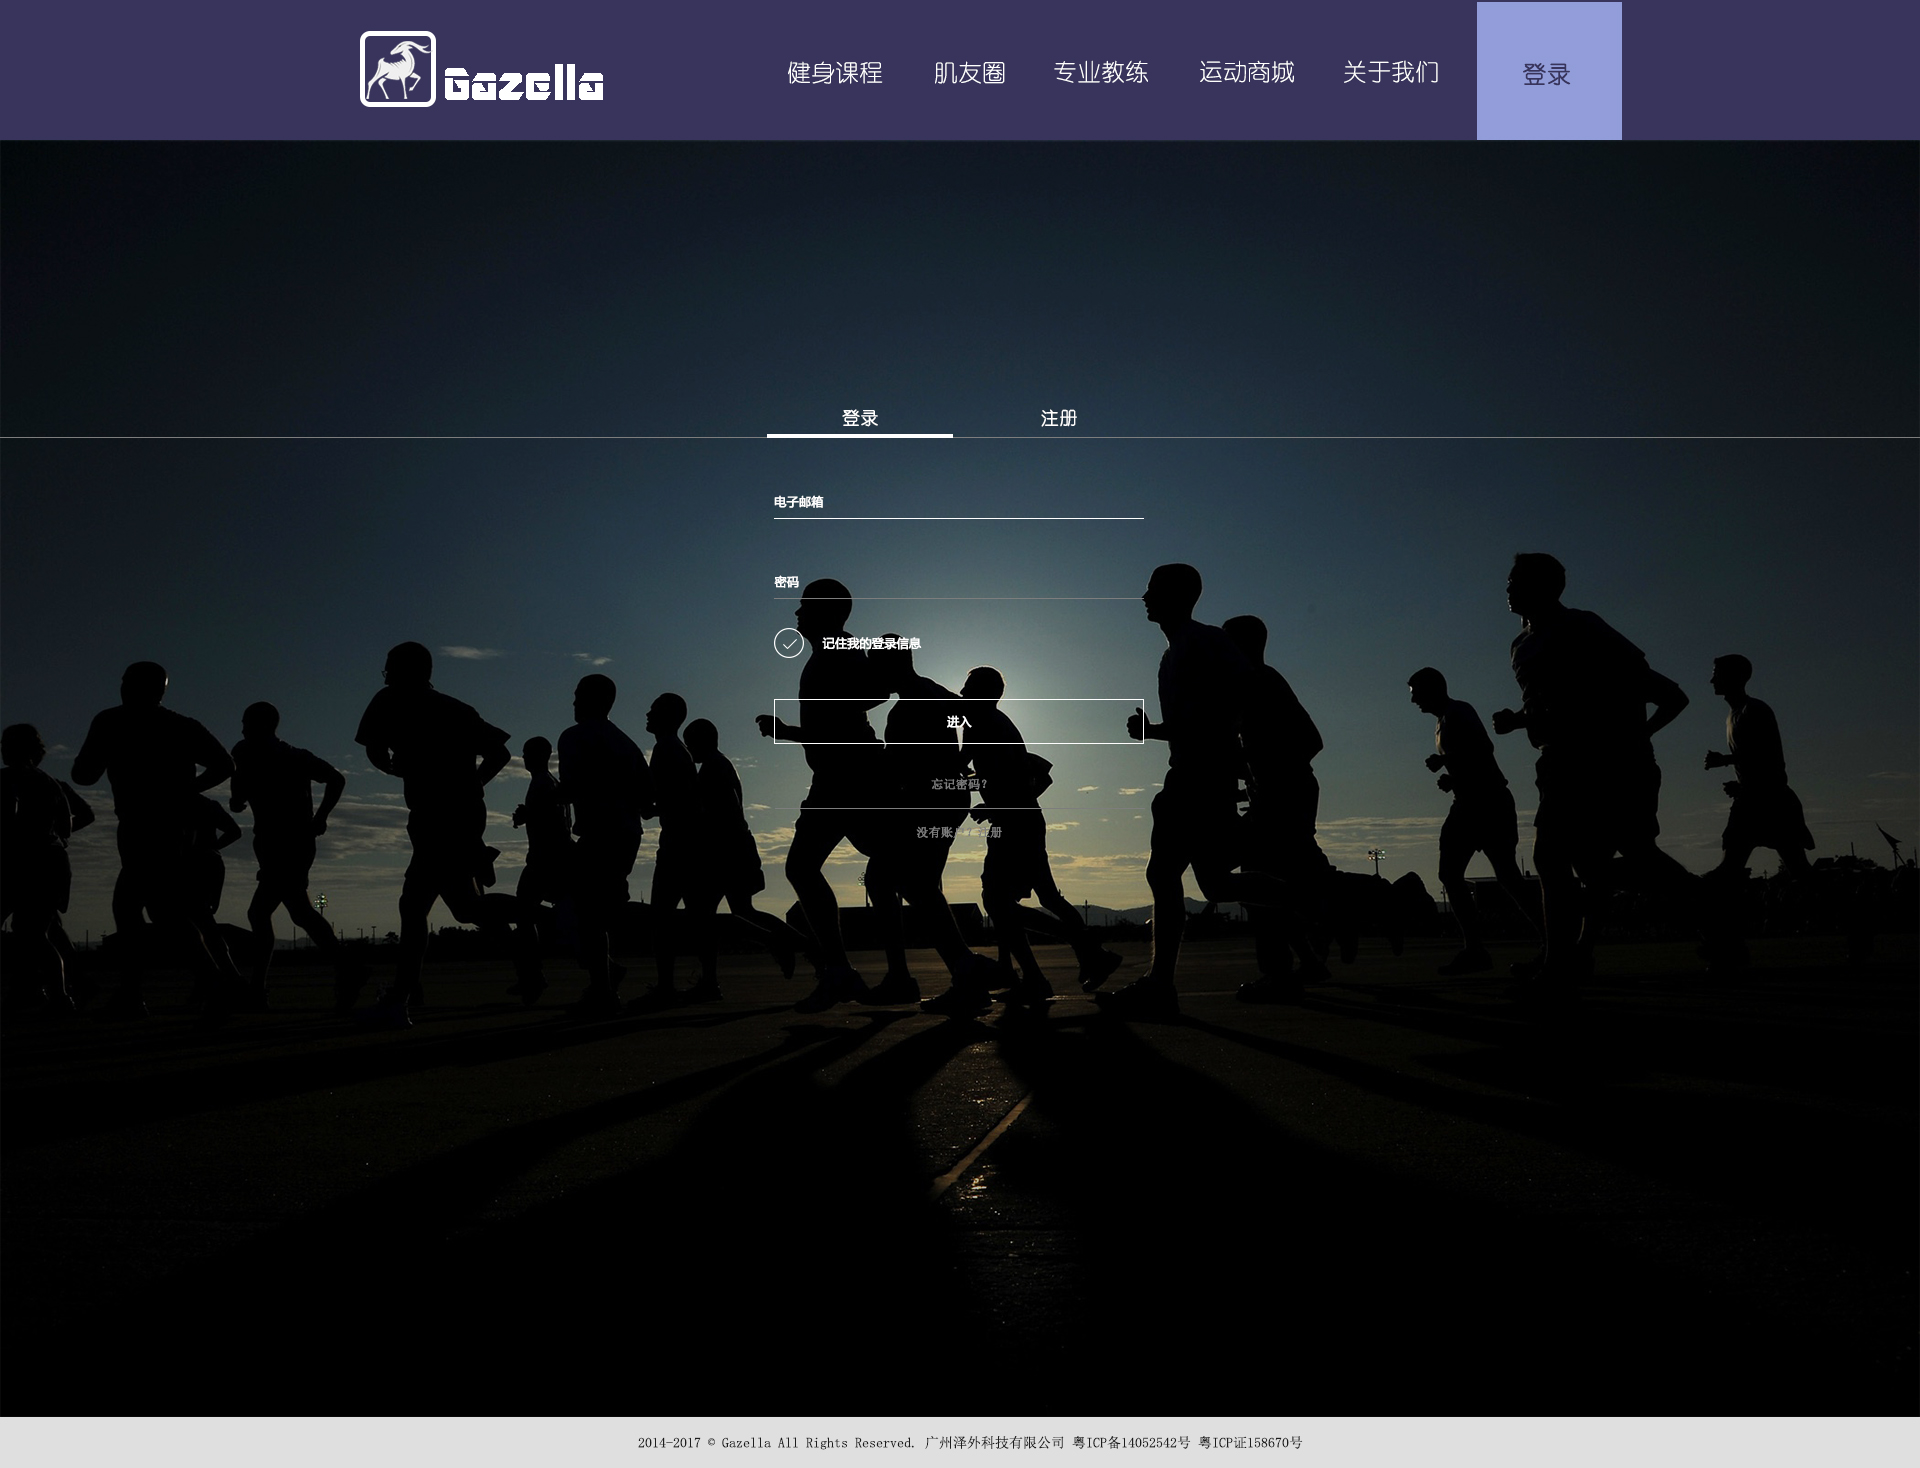 Gazella
健身课程 肌友圈 专业教练 运动商城 关于我们 登录
登录 注册
电子邮箱
密码
记住我的登录信息
进入
忘记密码?
没有账户? 注册
2014-2017 © Gazella All Rights Reserved. 广州泽外科技有限公司 粤ICP备14052542号 粤ICP证158670号